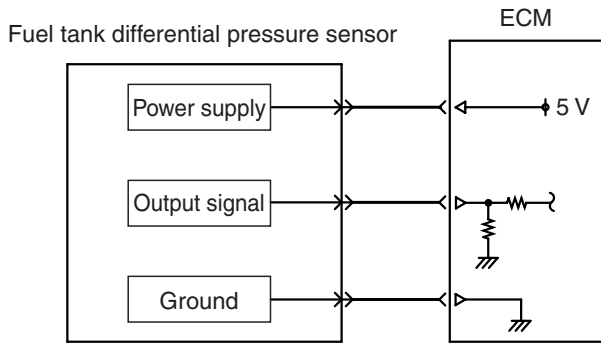 ECM
Fuel tank differential pressure sensor
Power supply
5 V
Output signal
Ground